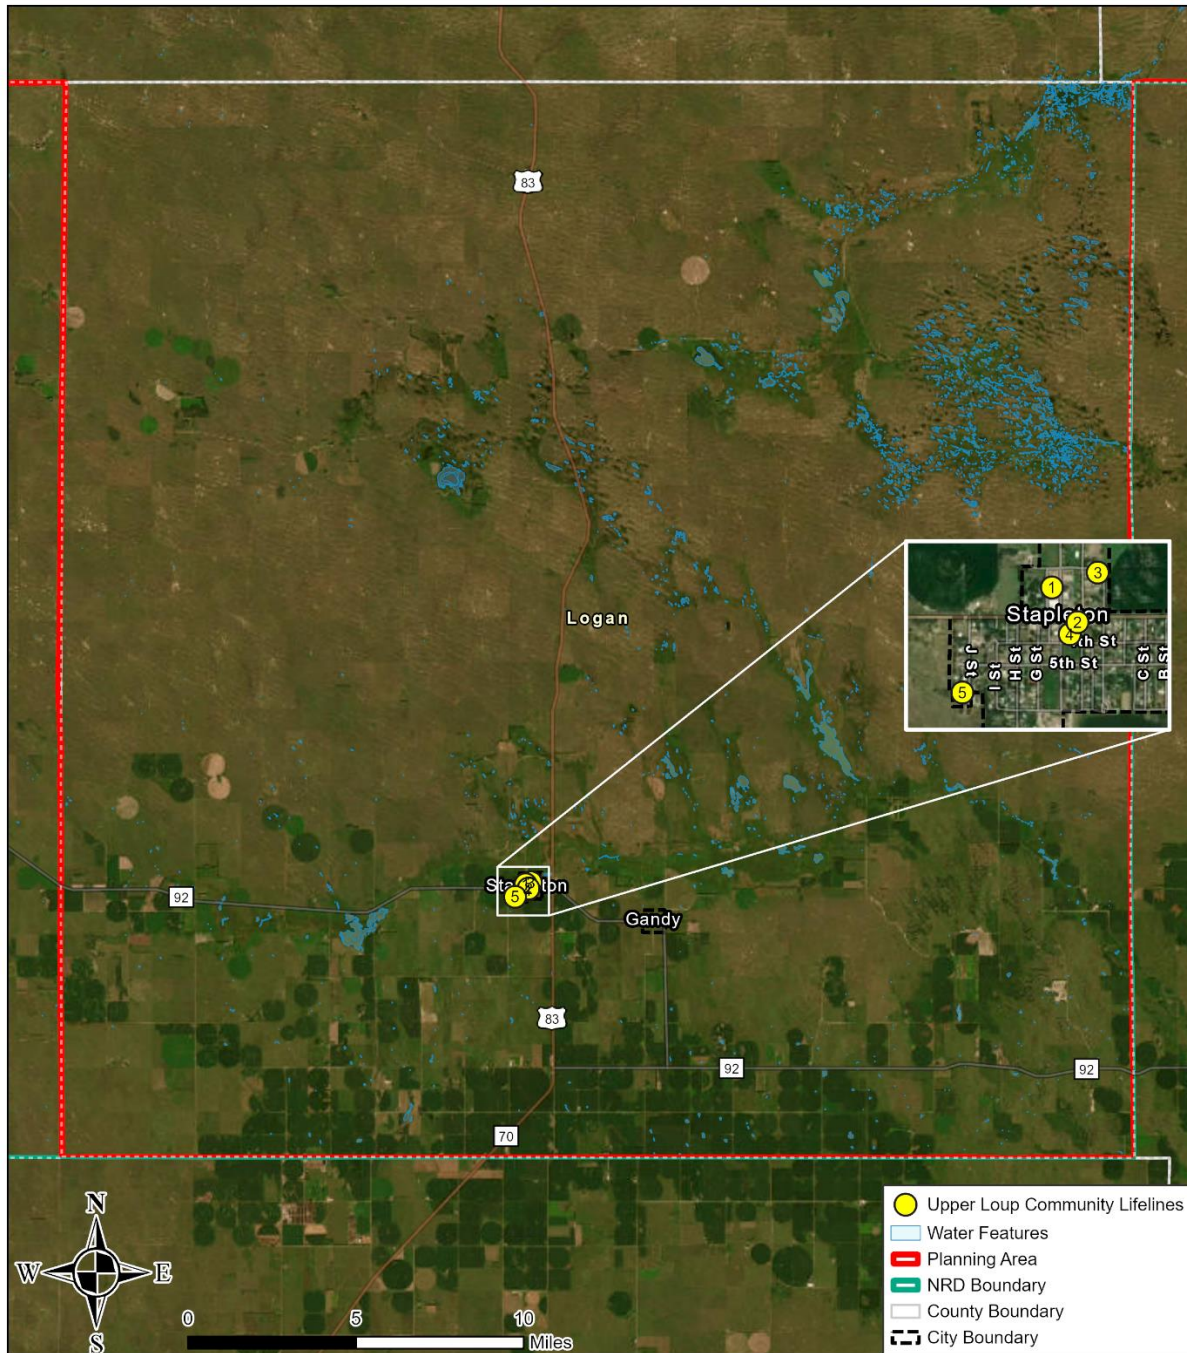 83
Logan
1
3
Stapleton
2
4
4th St
J St
I St
H St
G St
5th St
C St
B St
5
92
5
Gandy
83
92
92
70
N
W
E
S
0
5
10
Miles
Upper Loup Community Lifelines
Water Features
Planning Area
NRD Boundary
County Boundary
City Boundary